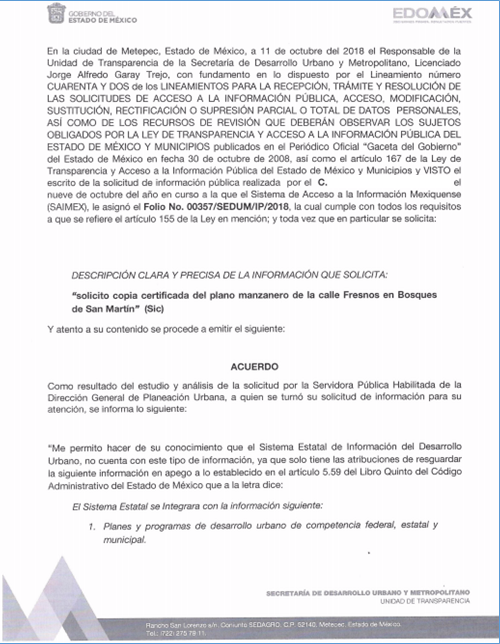 GOBIERNO DEL
ESTADO DE MÉXICO
EDOMÉX
En la ciudad de Metepec, Estado de México, a 11 de octubre del 2018 el Responsable de la
Unidad de Transparencia de la Secretaría de Desarrollo Urbano y Metropolitano, Licenciado
Jorge Alfredo Garay Trejo, con fundamento en lo dispuesto por el Lineamiento número
CUARENTA Y DOS de los LINEAMIENTOS PARA LA RECEPCIÓN, TRÁMITE Y RESOLUCIÓN DE
LAS SOLICITUDES DE ACCESO A LA INFORMACIÓN PÚBLICA, ACCESO, MODIFICACIÓN,
SUSTITUCIÓN, RECTIFICACIÓN O SUPRESIÓN PARCIAL O TOTAL DE DATOS PERSONALES,
ASÍ COMO DE LOS RECURSOS DE REVISIÓN QUE DEBERÁN OBSERVAR LOS SUJETOS
OBLIGADOS POR LA LEY DE TRANSPARENCIA Y ACCESO A LA INFORMACIÓN PÚBLICA DEL
ESTADO DE MÉXICO Y MUNICIPIOS publicados en el Periódico Oficial “Gaceta del Gobierno”
del Estado de México en fecha 30 de octubre de 2008, así como el artículo 167 de la Ley de
Transparencia y Acceso a la Información Pública del Estado de México y Municipios y VISTO el
escrito de la solicitud de información pública realizada por el C. el
nueve de octubre del año en curso a la que el Sistema de Acceso a la Información Mexiquense
(SAIMEX), le asignó el Folio No. 00357/SEDUM/IP/2018, la cual cumple con todos los requisitos
a que se refiere el artículo 155 de la Ley en mención; y toda vez que en particular se solicita:
DESCRIPCIÓN CLARA Y PRECISA DE LA INFORMACIÓN QUE SOLICITA:
“solicito copia certificada del plano manzanero de la calle Fresnos en Bosques
de San Martín” (Sic)
Y atento a su contenido se procede a emitir el siguiente:
ACUERDO
Como resultado del estudio y análisis de la solicitud por la Servidora Pública Habilitada de la
Dirección General de Planeación Urbana, a quien se turnó su solicitud de información para su
atención, se informa lo siguiente:
“Me permito hacer de su conocimiento que el Sistema Estatal de Información del Desarrollo
Urbano, no cuenta con este tipo de información, ya que solo tiene las atribuciones de resguardar
la siguiente información en apego a lo establecido en el artículo 5.59 del Libro Quinto del Código
Administrativo del Estado de México que a la letra dice:
El Sistema Estatal se Integrara con la información siguiente:
1. Planes y programas de desarrollo urbano de competencia federal, estatal y
municipal.
SECRETARÍA DE DESARROLLO URBANO Y METROPOLITANO
UNIDAD DE TRANSPARENCIA
Rancho San Lorenzo s/n. Conjunto SEDAGRO, C.P. 52140, Metepec, Estado de México.
Tel.: (722) 275 79 11